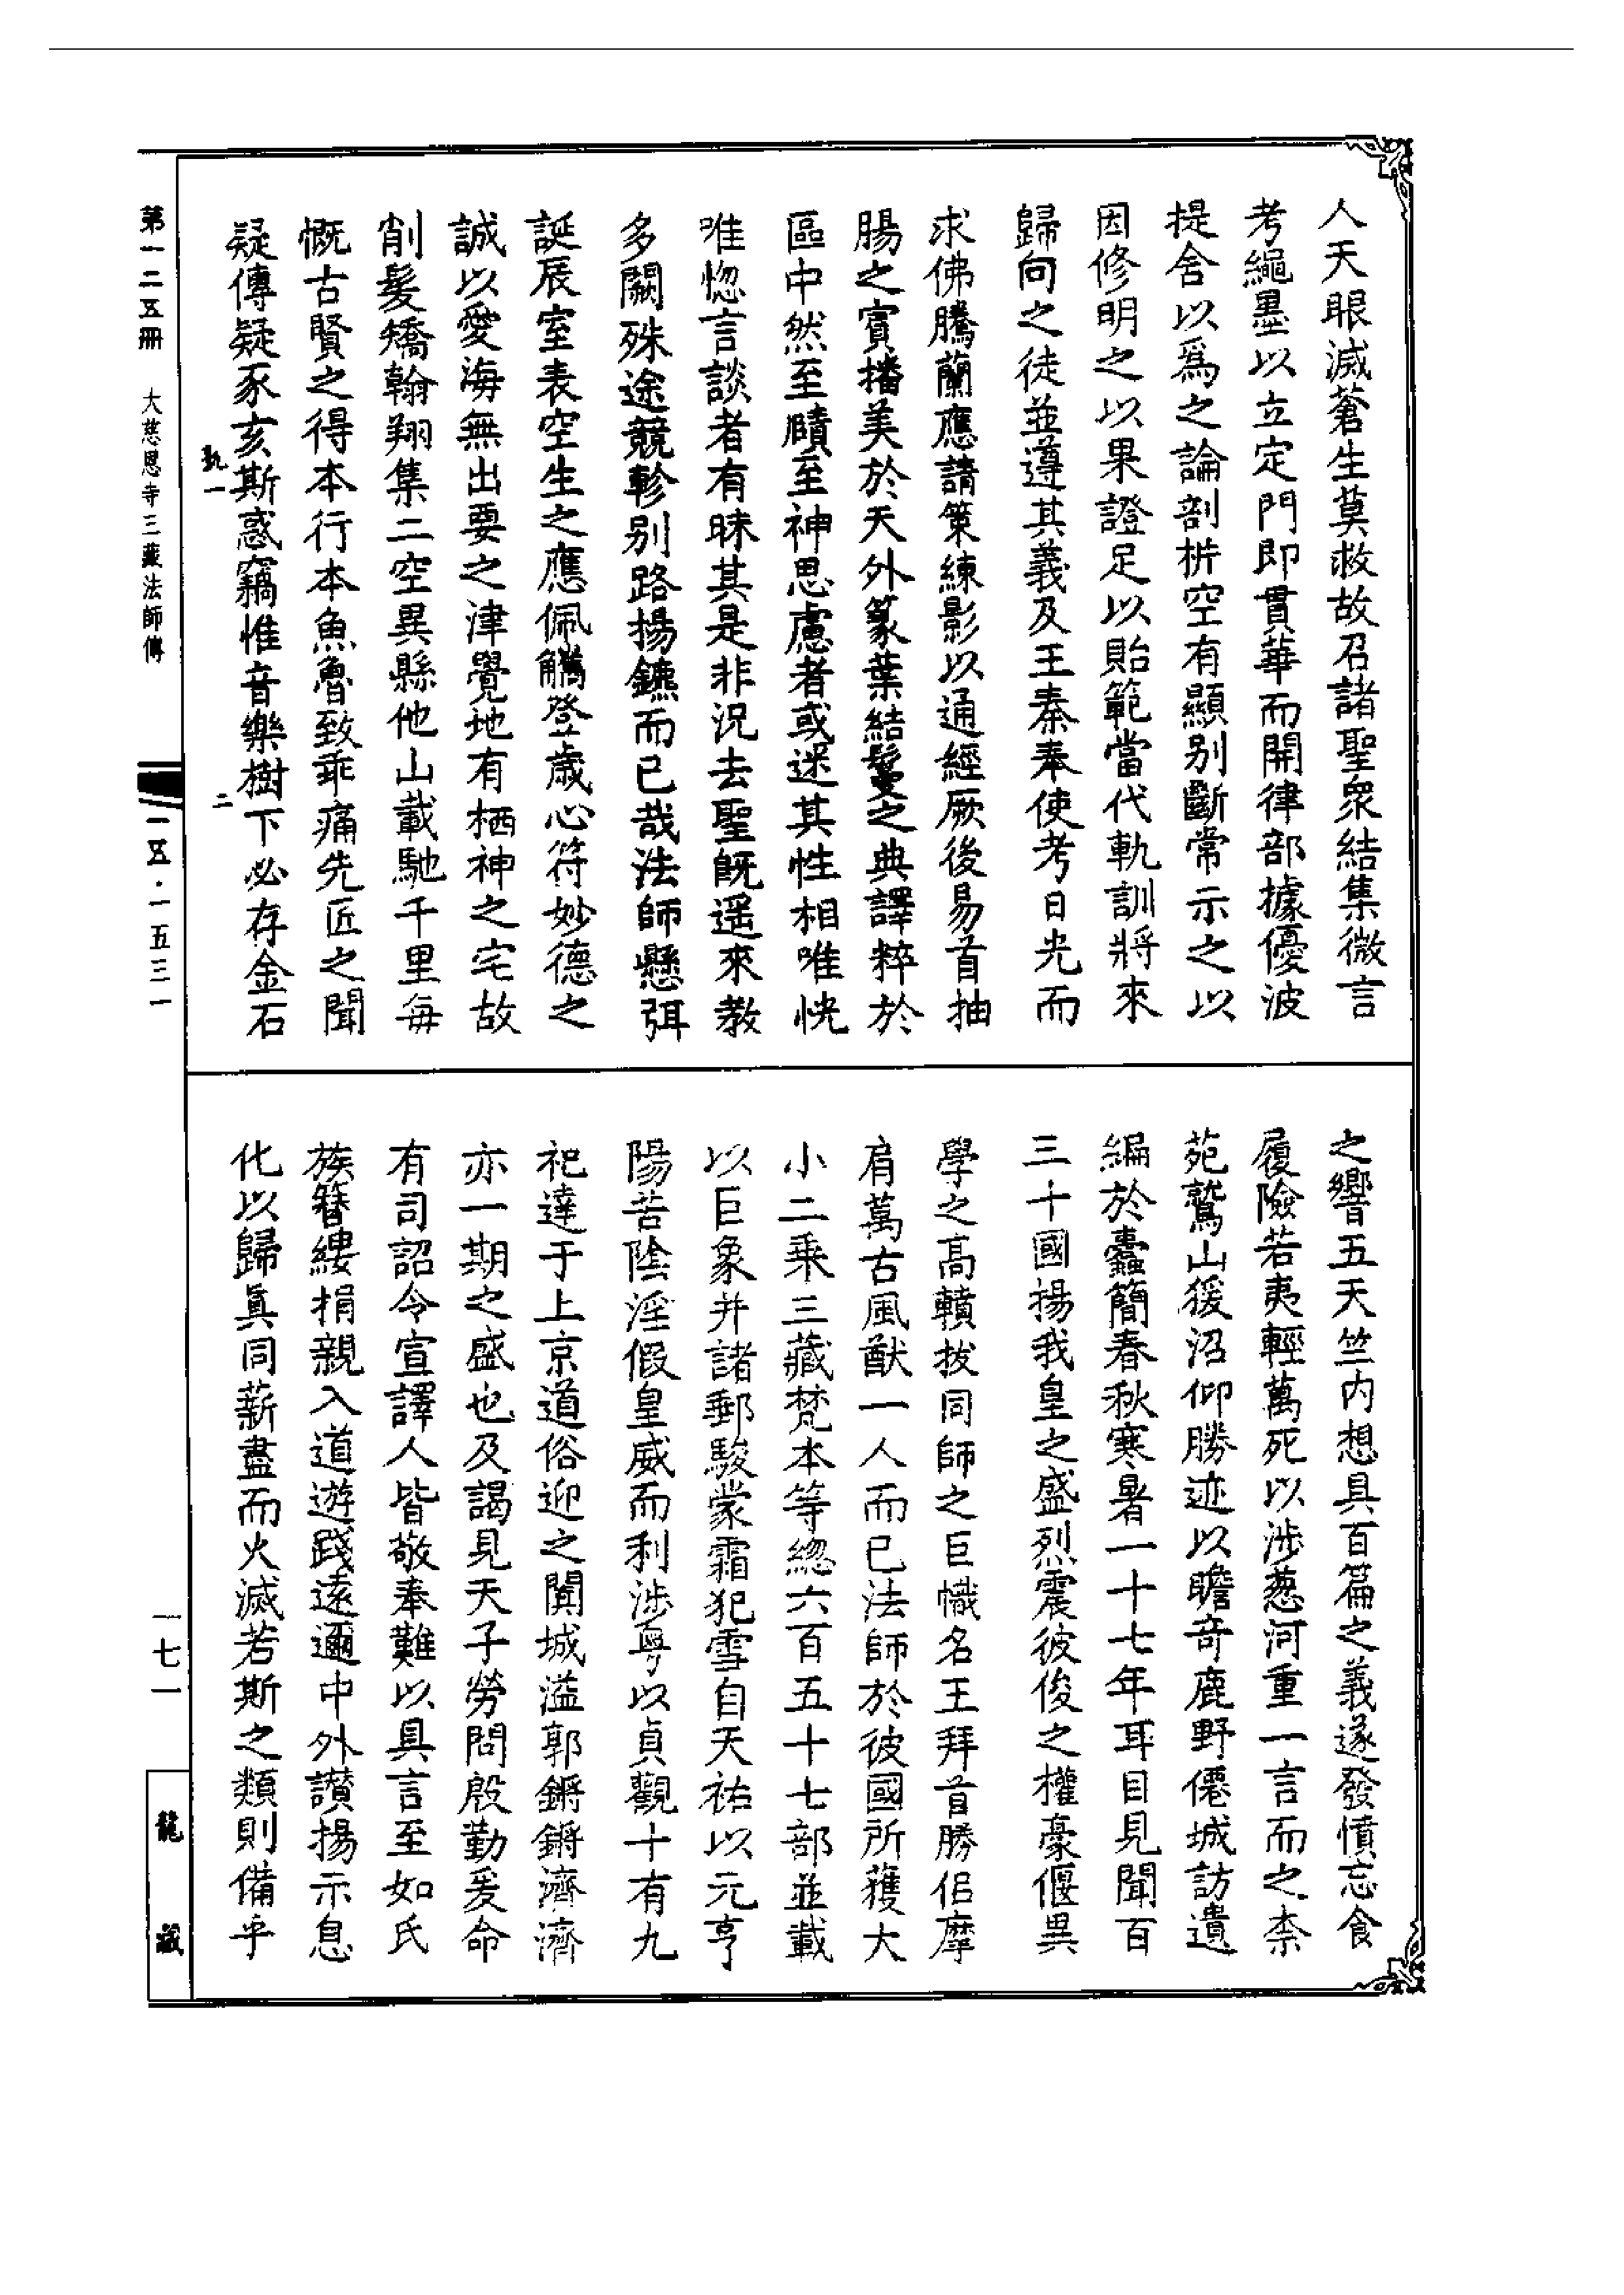 人天眼滅蒼生莫救故召諸聖衆結集微言
考繩墨以立定門即貫華而開律部據優波
提舍以爲之論剖析空有顯別斷常示之以
因修明之以果證足以貽範當代軌訓將來
歸向之徒並遵其義及王秦奉使考日光而
求佛騰蘭應請策練影以通經厥後易首抽
腸之賓播美於天外篆葉結鬘之典譯粹於
區中然至賾至神思慮者或迷其性相唯恍
唯惚言談者有昧其是非況去聖旣遥來教
多闕殊途競軫別路揚鑣而已哉法師懸弭
誕辰室表空生之應佩觿登歲心符妙德之
誠以愛海無出要之津覺地有栖神之宅故
削髮矯翰翔集二空異縣他山載馳千里每
慨古賢之得本行本魚魯致乖痛先匠之聞
疑傳疑豕亥斯惑竊惟音樂樹下必存金石
之響五天竺内想具百篇之義遂發憤忘食
履險若夷輕萬死以涉葱河重一言而之柰
苑鷲山猨沼仰勝迹以瞻奇鹿野僊城訪遺
編於蠹簡春秋寒暑一十七年耳目見聞百
三十國揚我皇之盛烈震彼俊之權豪偃異
學之高轒拔同師之巨幟名王拜首勝侣摩
肩萬古風猷一人而已法師於彼國所獲大
小二乘三藏梵本等總六百五十七部並載
以巨象并諸郵駿蒙霜犯雪自天祐以元亨
陽苦陰淫假皇威而利涉粤以貞觀十有九
祀達于上京道俗迎之闐城溢郭鏘鏘濟濟
亦一期之盛也及謁見天子勞問殷勤爰命
有司詔令宣譯人皆敬奉難以具言至如氏
族簪纓捐親入道遊踐遠邇中外讃揚示息
化以歸眞同薪盡而火滅若斯之類則備乎
第一二五冊 大慈恩寺三藏法師傳
執一 二
一五·一五三一
一七一
龍藏